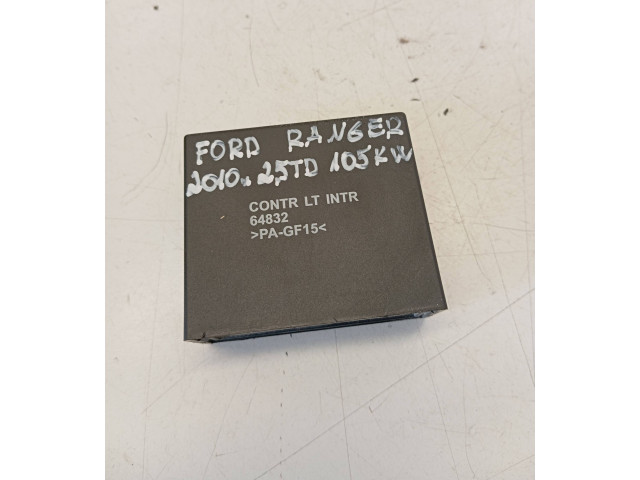 FORD RANGER
2010. 2,5TD 105KW
CONTR LT INTR
64832
>PA-GF15<